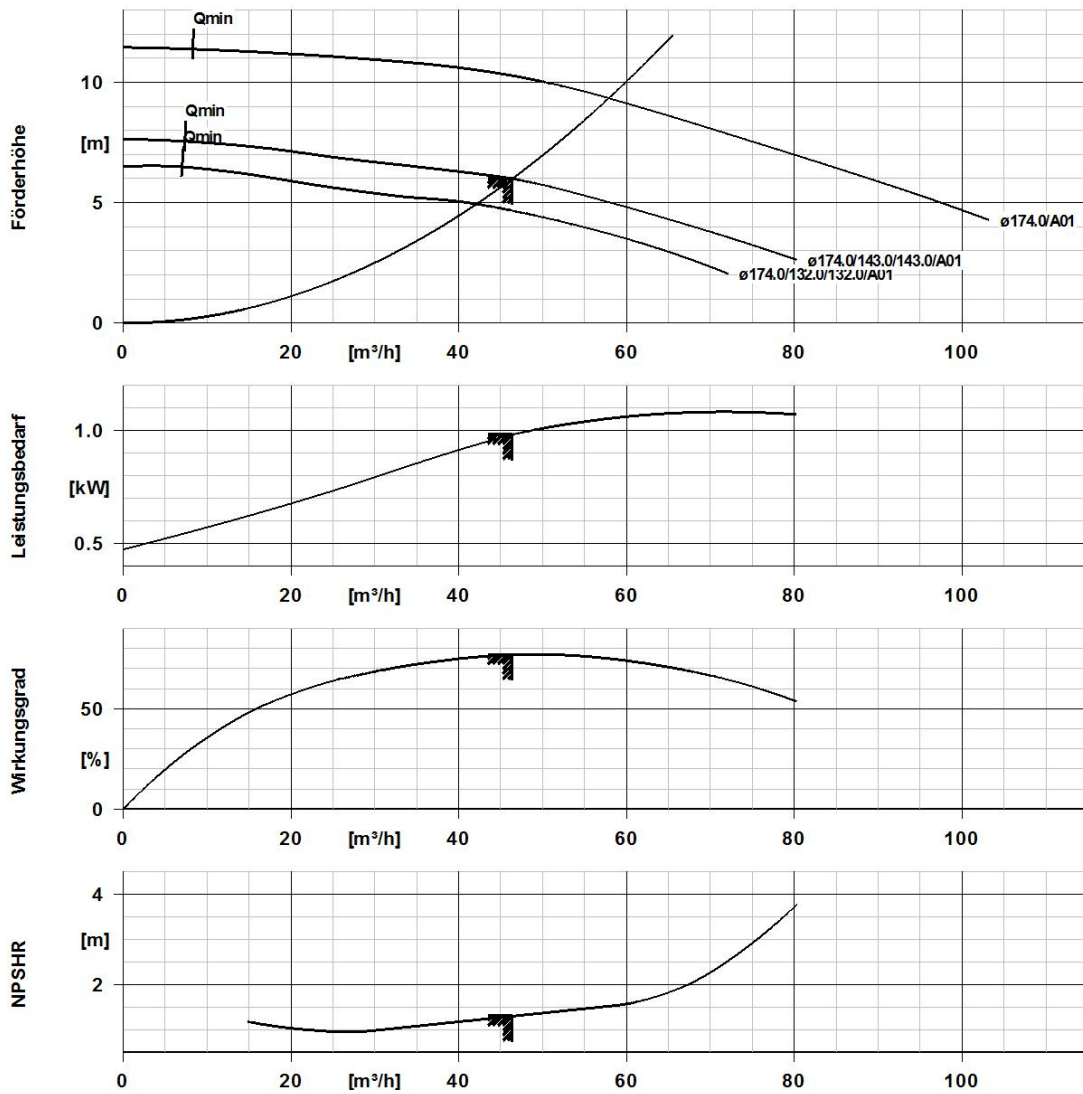 Qmin
10
Qmin
[m]
Qmin
Förderhöhe
5
ø174.0/A01
ø174.0/143.0/143.0/A01
ø174.0/132.0/132.0/A01
0
0 20 [m³/h] 40 60 80 100
1.0
Leistungsbedarf
[kW]
0.5
0 20 [m³/h] 40 60 80 100
50
Wirkungsgrad
[%]
0
0 20 [m³/h] 40 60 80 100
4
[m]
NPSHR
2
0 20 [m³/h] 40 60 80 100